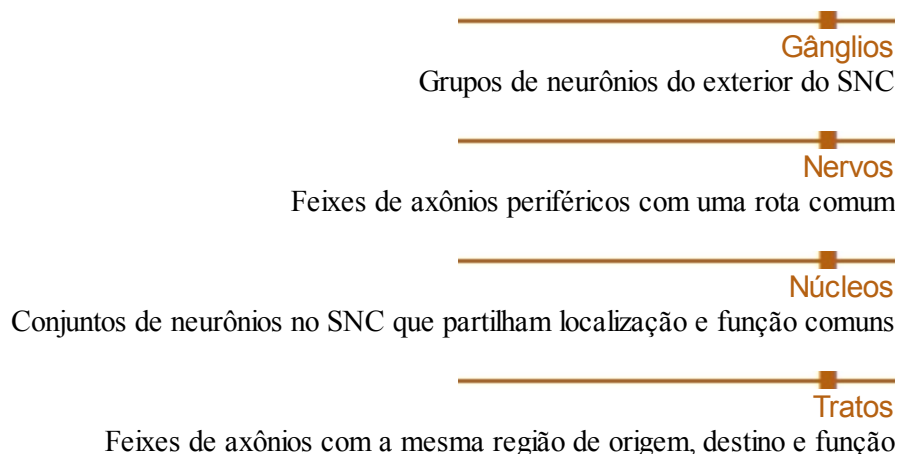 Gânglios
Grupos de neurônios do exterior do SNC
Nervos
Feixes de axônios periféricos com uma rota comum
Núcleos
Conjuntos de neurônios no SNC que partilham localização e função comuns
Tratos
Feixes de axônios com a mesma região de origem, destino e função